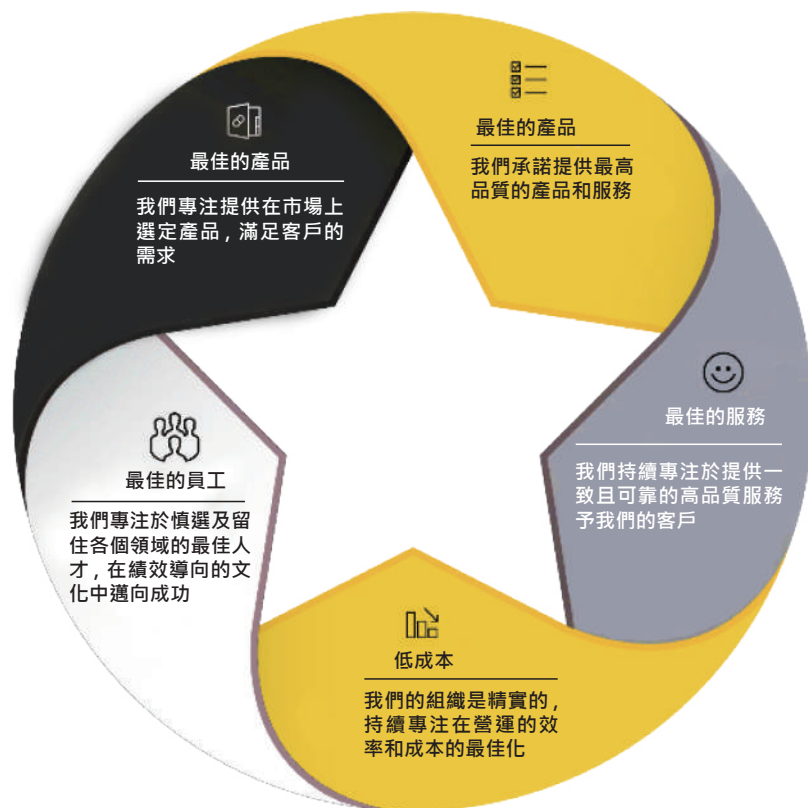 最佳的產品
我們專注提供在市場上
選定產品,滿足客戶的
需求
最佳的產品
我們承諾提供最高
品質的產品和服務
最佳的服務
我們持續專注於提供一
致且可靠的高品質服務
予我們的客戶
低成本
我們的組織是精實的,
持續專注在營運的效
率和成本的最佳化
最佳的員工
我們專注於慎選及留
住各個領域的最佳人
才,在績效導向的文
化中邁向成功